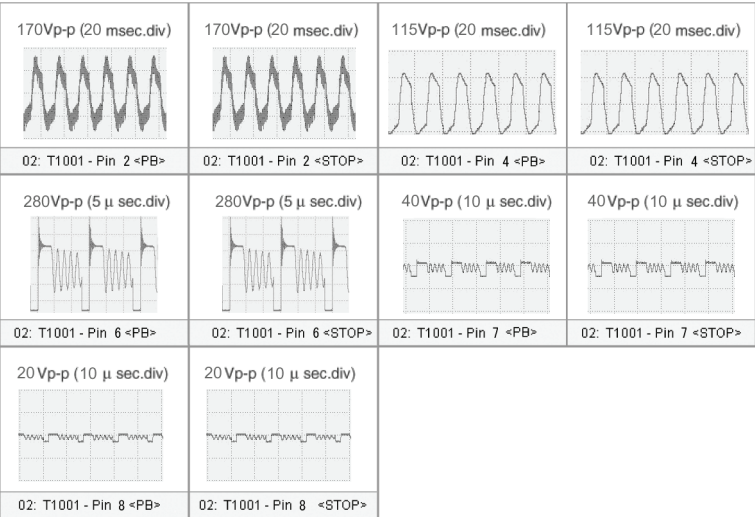 170Vp-p (20 msec.div)
170Vp-p (20 msec.div)
115Vp-p (20 msec.div)
115Vp-p (20 msec.div)
02: T1001 - Pin 2 <PB>
02: T1001 - Pin 2 <STOP>
02: T1001 - Pin 4 <PB>
02: T1001 - Pin 4 <STOP>
280Vp-p (5 μ sec.div)
280Vp-p (5 μ sec.div)
40Vp-p (10 μ sec.div)
40Vp-p (10 μ sec.div)
02: T1001 - Pin 6 <PB>
02: T1001 - Pin 6 <STOP>
02: T1001 - Pin 7 <PB>
02: T1001 - Pin 7 <STOP>
20 Vp-p (10 μ sec.div)
20 Vp-p (10 μ sec.div)
02: T1001 - Pin 8 <PB>
02: T1001 - Pin 8 <STOP>